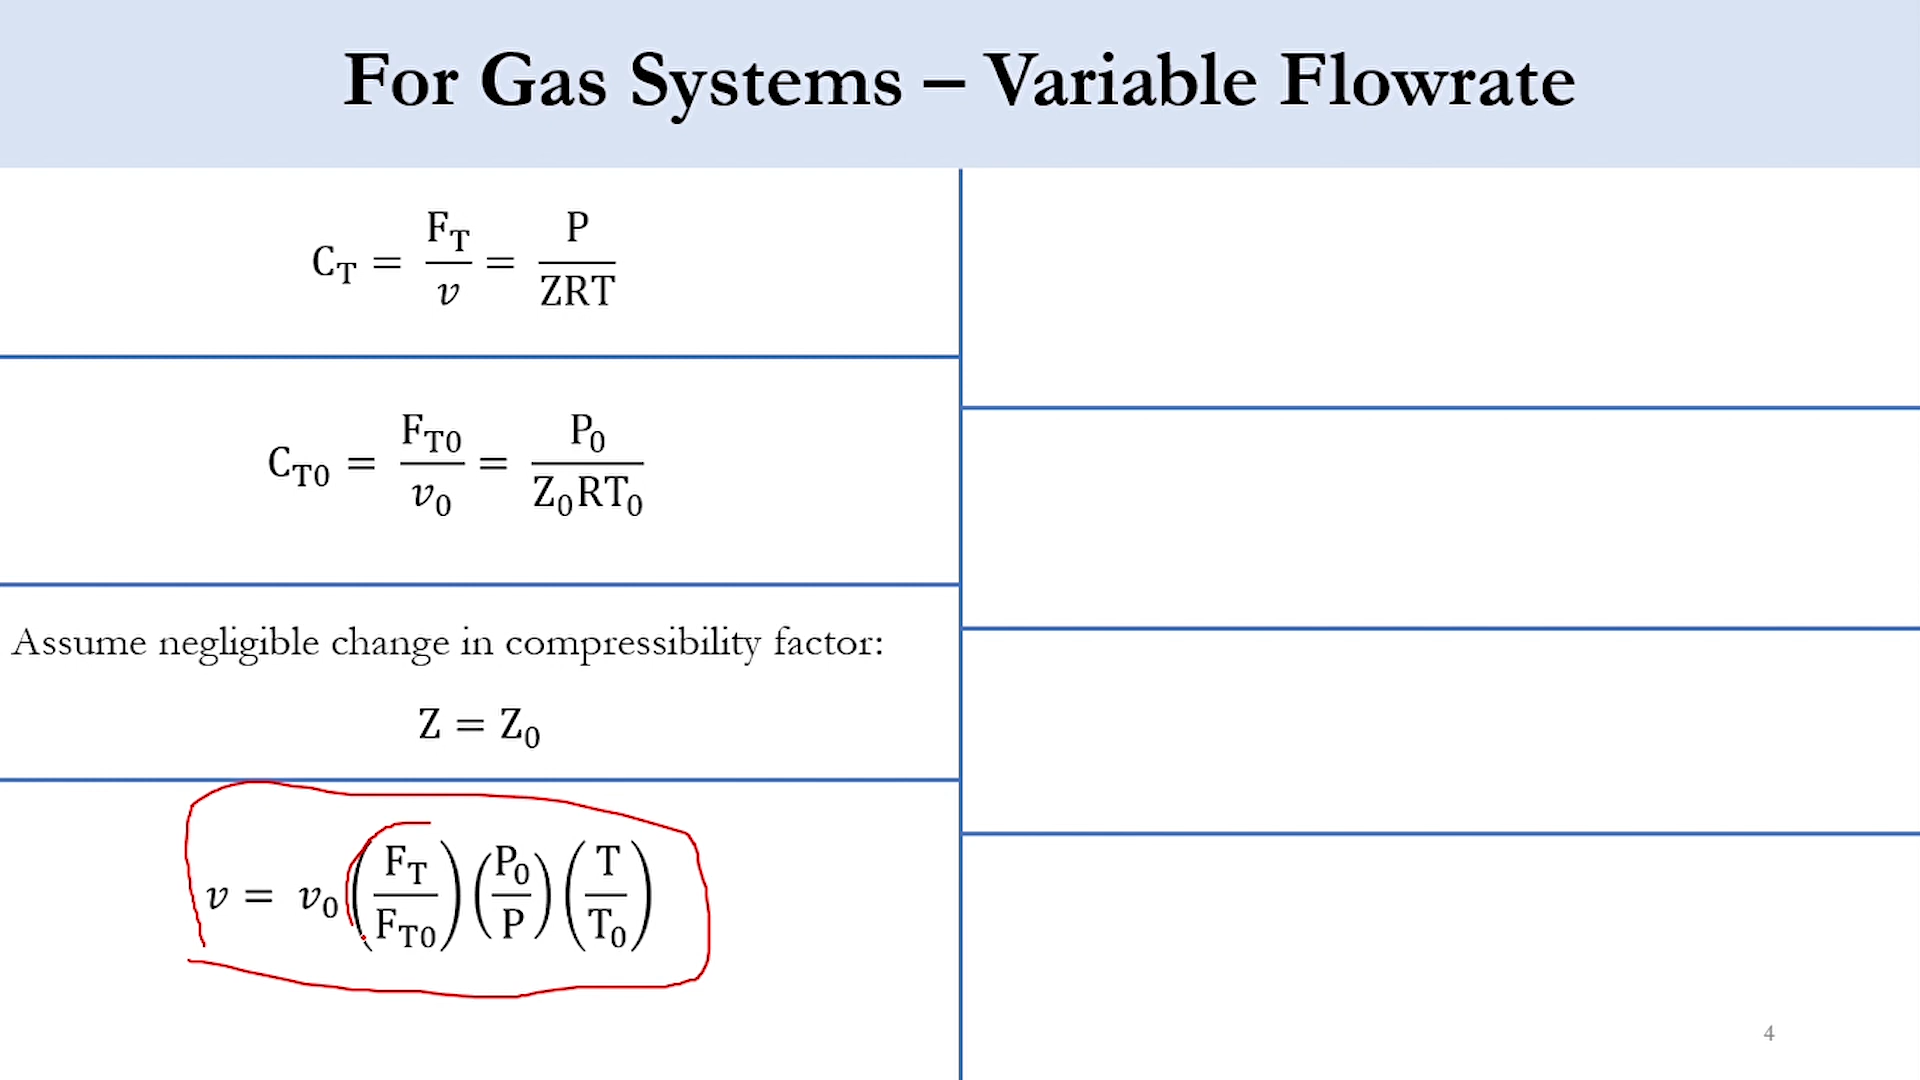 For Gas Systems – Variable Flowrate
C_T = F_T/v = P/ZRT
C_T0 = F_T0/v_0 = P_0/Z_0RT_0
Assume negligible change in compressibility factor:
Z = Z_0
v = v_0 (F_T/F_T0) (P_0/P) (T/T_0)
4